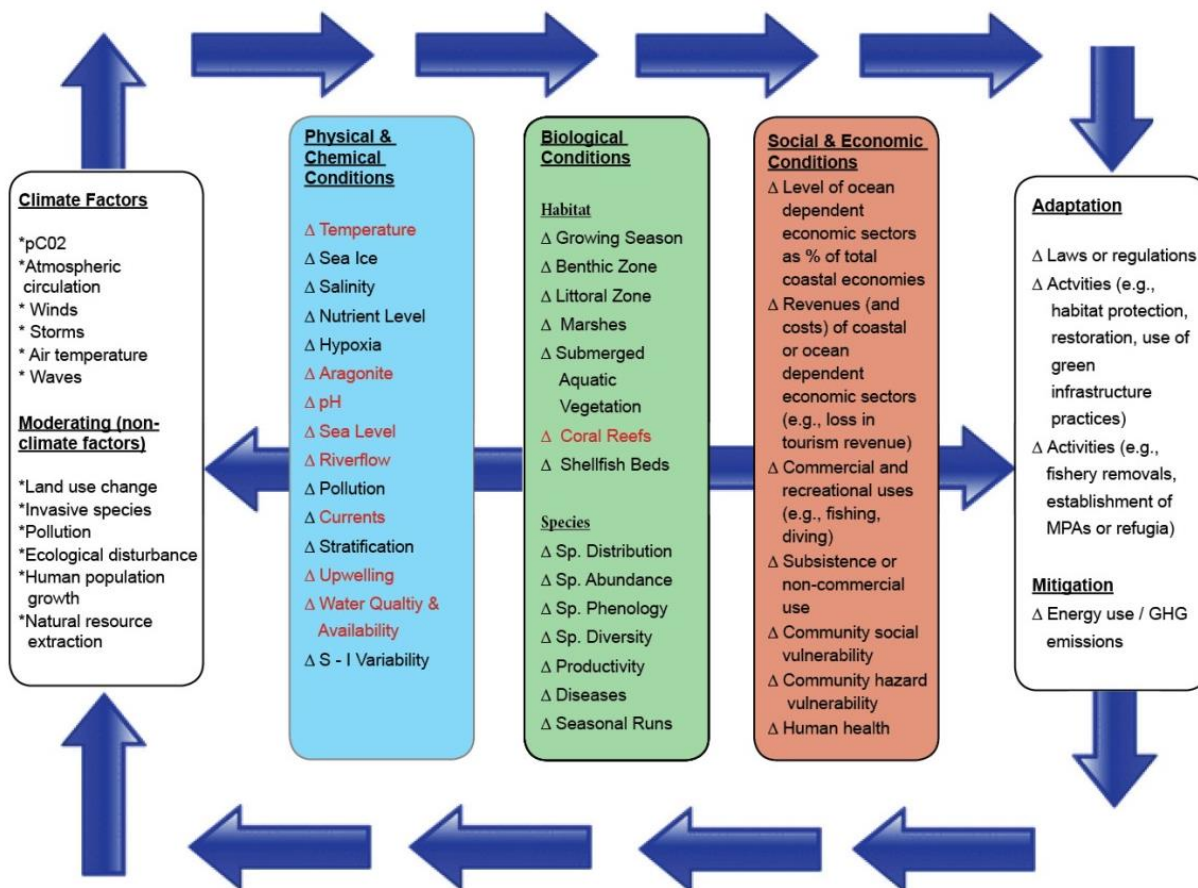 Climate Factors
*pC02
*Atmospheric
circulation
* Winds
* Storms
* Air temperature
* Waves
Moderating (non-
climate factors)
*Land use change
*Invasive species
*Pollution
*Ecological disturbance
*Human population
growth
*Natural resource
extraction
Physical &
Chemical
Conditions
Δ Temperature
Δ Sea Ice
Δ Salinity
Δ Nutrient Level
Δ Hypoxia
Δ Aragonite
Δ pH
Δ Sea Level
Δ Riverflow
Δ Pollution
Δ Currents
Δ Stratification
Δ Upwelling
Δ Water Qualtiy &
Availability
Δ S - I Variability
Biological
Conditions
Habitat
Δ Growing Season
Δ Benthic Zone
Δ Littoral Zone
Δ Marshes
Δ Submerged
Aquatic
Vegetation
Δ Coral Reefs
Δ Shellfish Beds
Species
Δ Sp. Distribution
Δ Sp. Abundance
Δ Sp. Phenology
Δ Sp. Diversity
Δ Productivity
Δ Diseases
Δ Seasonal Runs
Social & Economic
Conditions
Δ Level of ocean
dependent
economic sectors
as % of total
coastal economies
Δ Revenues (and
costs) of coastal
or ocean
dependent
economic sectors
(e.g., loss in
tourism revenue)
Δ Commercial and
recreational uses
(e.g., fishing,
diving)
Δ Subsistence or
non-commercial
use
Δ Community social
vulnerability
Δ Community hazard
vulnerability
Δ Human health
Adaptation
Δ Laws or regulations
Δ Actvities (e.g.,
habitat protection,
restoration, use of
green
infrastructure
practices)
Δ Activities (e.g.,
fishery removals,
establishment of
MPAs or refugia)
Mitigation
Δ Energy use / GHG
emissions